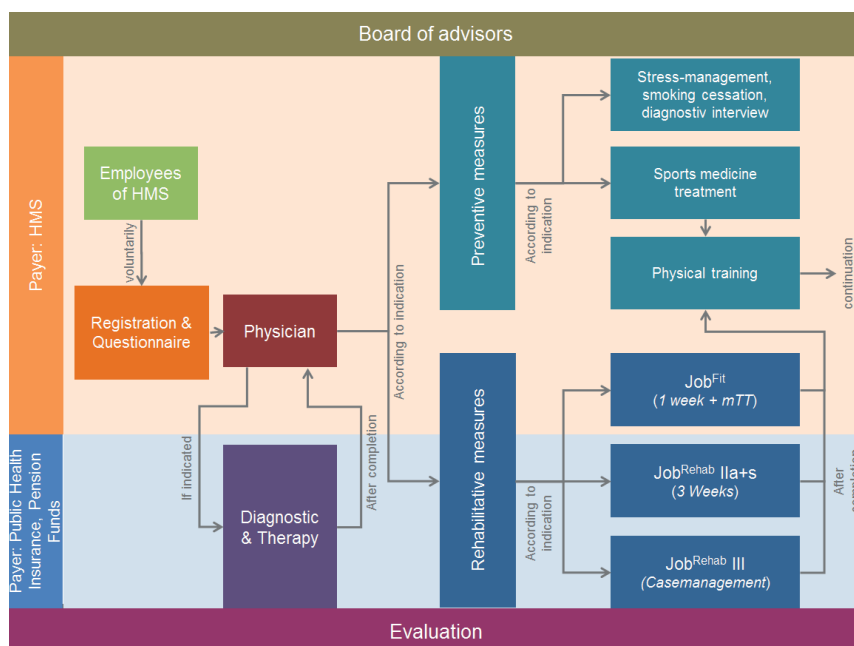 Board of advisors
Payer: HMS
Employees
of HMS
voluntarily
Registration &
Questionnaire
Physician
According to indication
If indicated
After completion
Preventive measures
According to
indication
Stress-management,
smoking cessation,
diagnostiv interview
Sports medicine
treatment
Physical training
continuation
Payer: Public Health
Insurance, Pension
Funds
Diagnostic
& Therapy
Rehabilitative measures
According to
indication
JobFit
(1 week + mTT)
JobRehab IIa+s
(3 Weeks)
JobRehab III
(Casemanagement)
After
completion
Evaluation